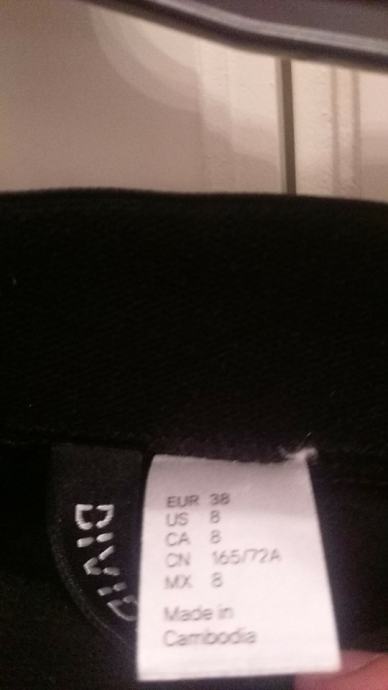 EUR 38
US 8
CA 8
CN 165/72A
MX 8
Made in
Cambodia